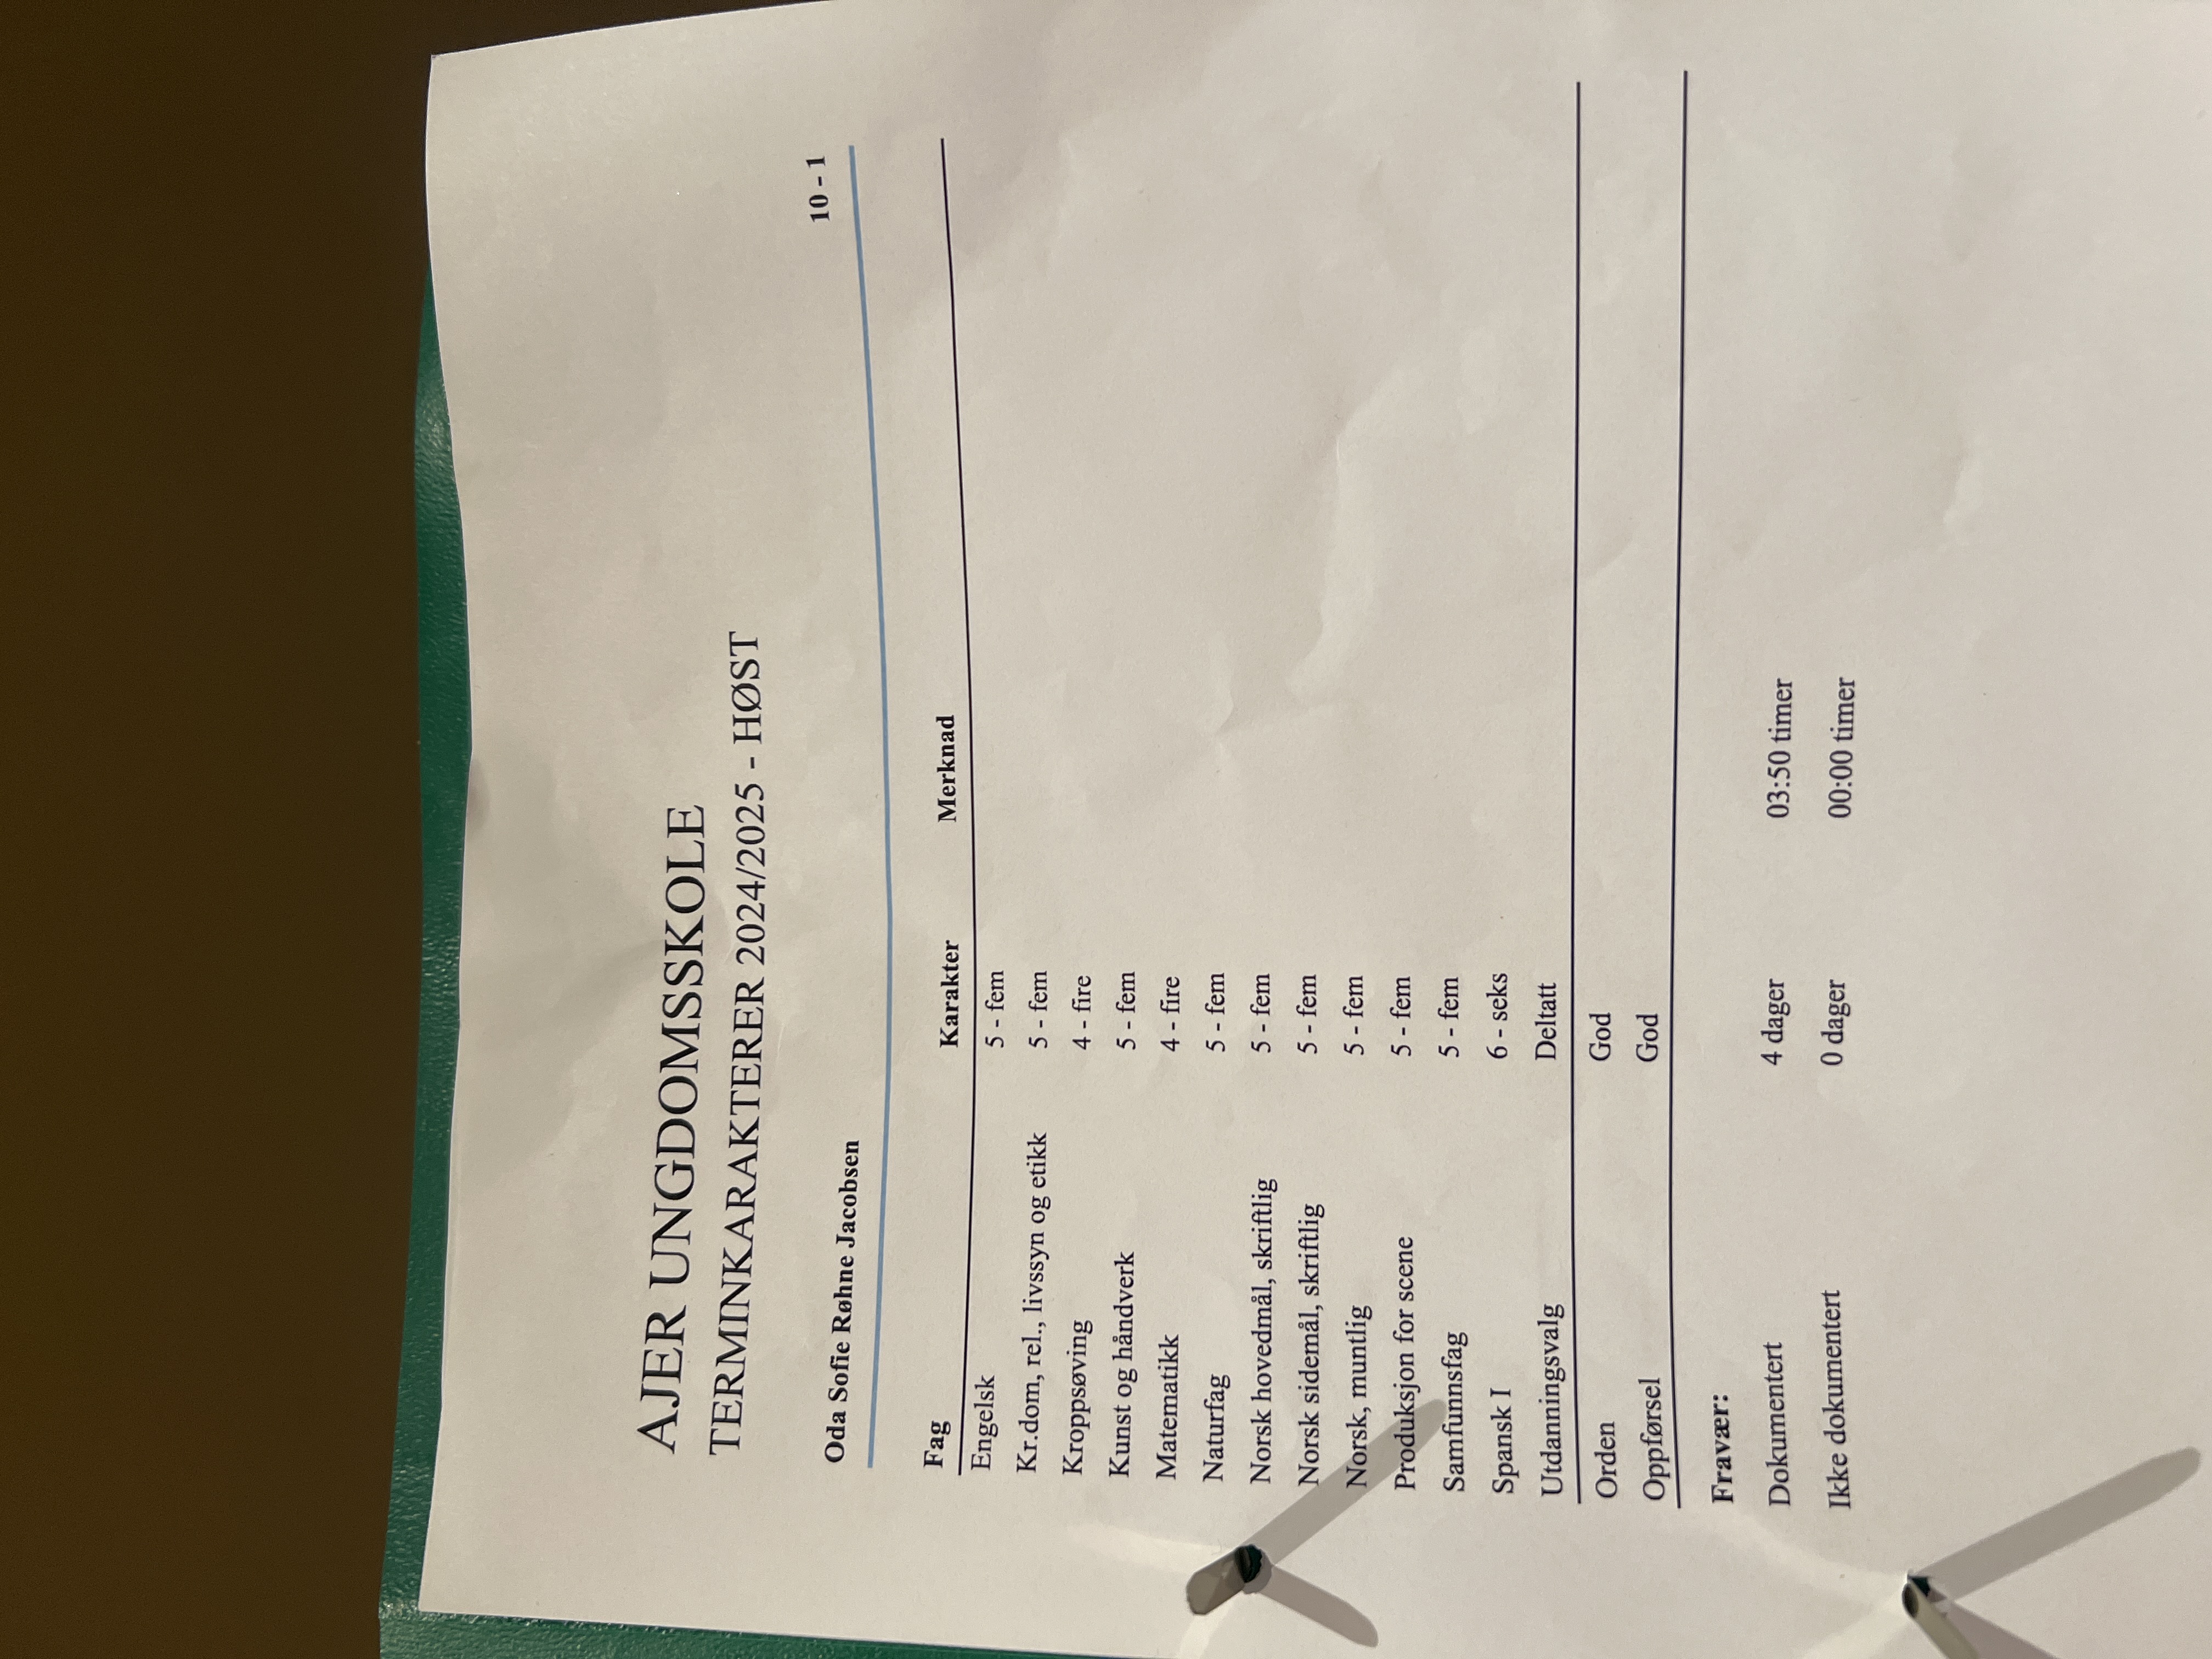 AJER UNGDOMSSKOLE
TERMINKARAKTERER 2024/2025 - HØST
Oda Sofie Røhne Jacobsen 10 - 1
Fag Karakter Merknad
Engelsk 5 - fem
Kr.dom, rel., livssyn og etikk 5 - fem
Kroppsøving 4 - fire
Kunst og håndverk 5 - fem
Matematikk 4 - fire
Naturfag 5 - fem
Norsk hovedmål, skriftlig 5 - fem
Norsk sidemål, skriftlig 5 - fem
Norsk, muntlig 5 - fem
Produksjon for scene 5 - fem
Samfunnsfag 5 - fem
Spansk I 6 - seks
Utdanningsvalg Deltatt
Orden God
Oppførsel God
Fravær:
Dokumentert 4 dager 03:50 timer
Ikke dokumentert 0 dager 00:00 timer